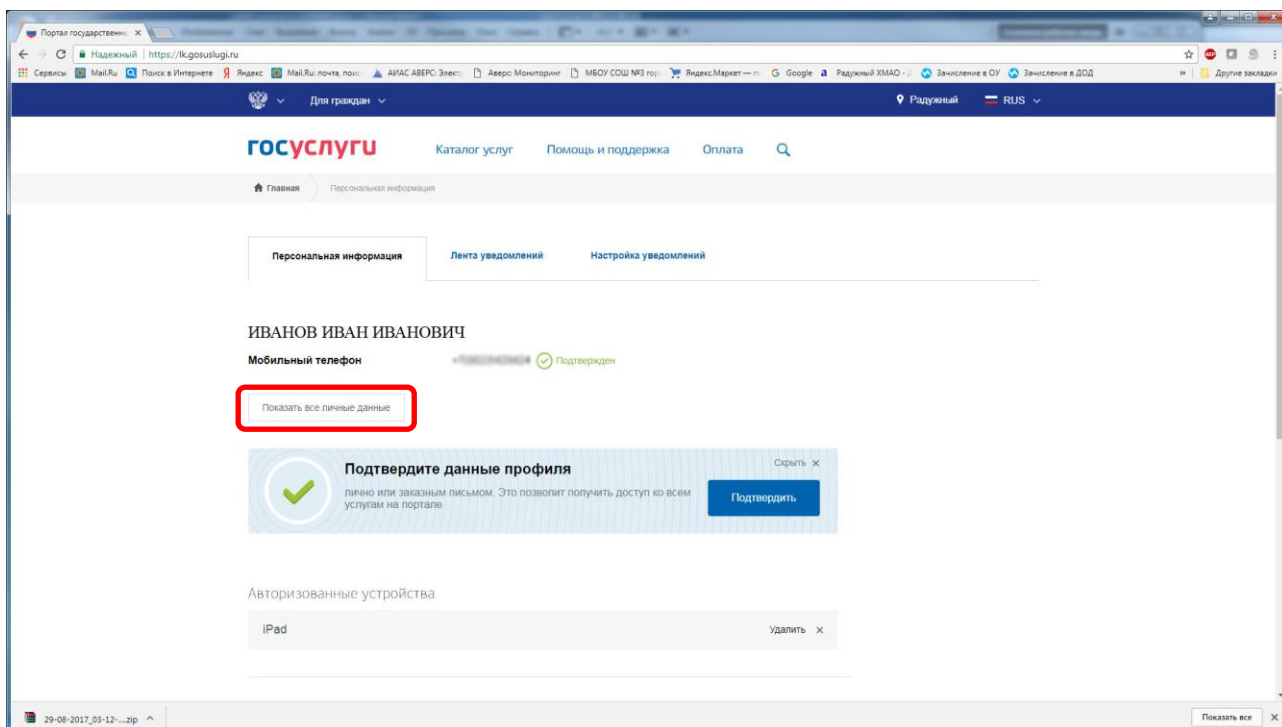 Портал государственны
Надежный https://lk.gosuslugi.ru
Сервисы Mail.Ru Поиск в Интернете Яндекс Mail.Ru: почта, поис АИАС АВЕРС: Элект Аверс: Мониторинг МБОУ СОШ №3 гор Яндекс.Маркет — п Google Радужный ХМАО - Зачисление в ОУ Зачисление в ДОД » Другие закладки
Для граждан Радужный RUS
госуслуги Каталог услуг Помощь и поддержка Оплата
Главная Персональная информация
Персональная информация Лента уведомлений Настройка уведомлений
ИВАНОВ ИВАН ИВАНОВИЧ
Мобильный телефон Подтвержден
Показать все личные данные
Подтвердите данные профиля Скрыть ×
лично или заказным письмом. Это позволит получить доступ ко всем
услугам на портале
Подтвердить
Авторизованные устройства
iPad Удалить ×
29-08-2017_03-12-....zip Показать все ×